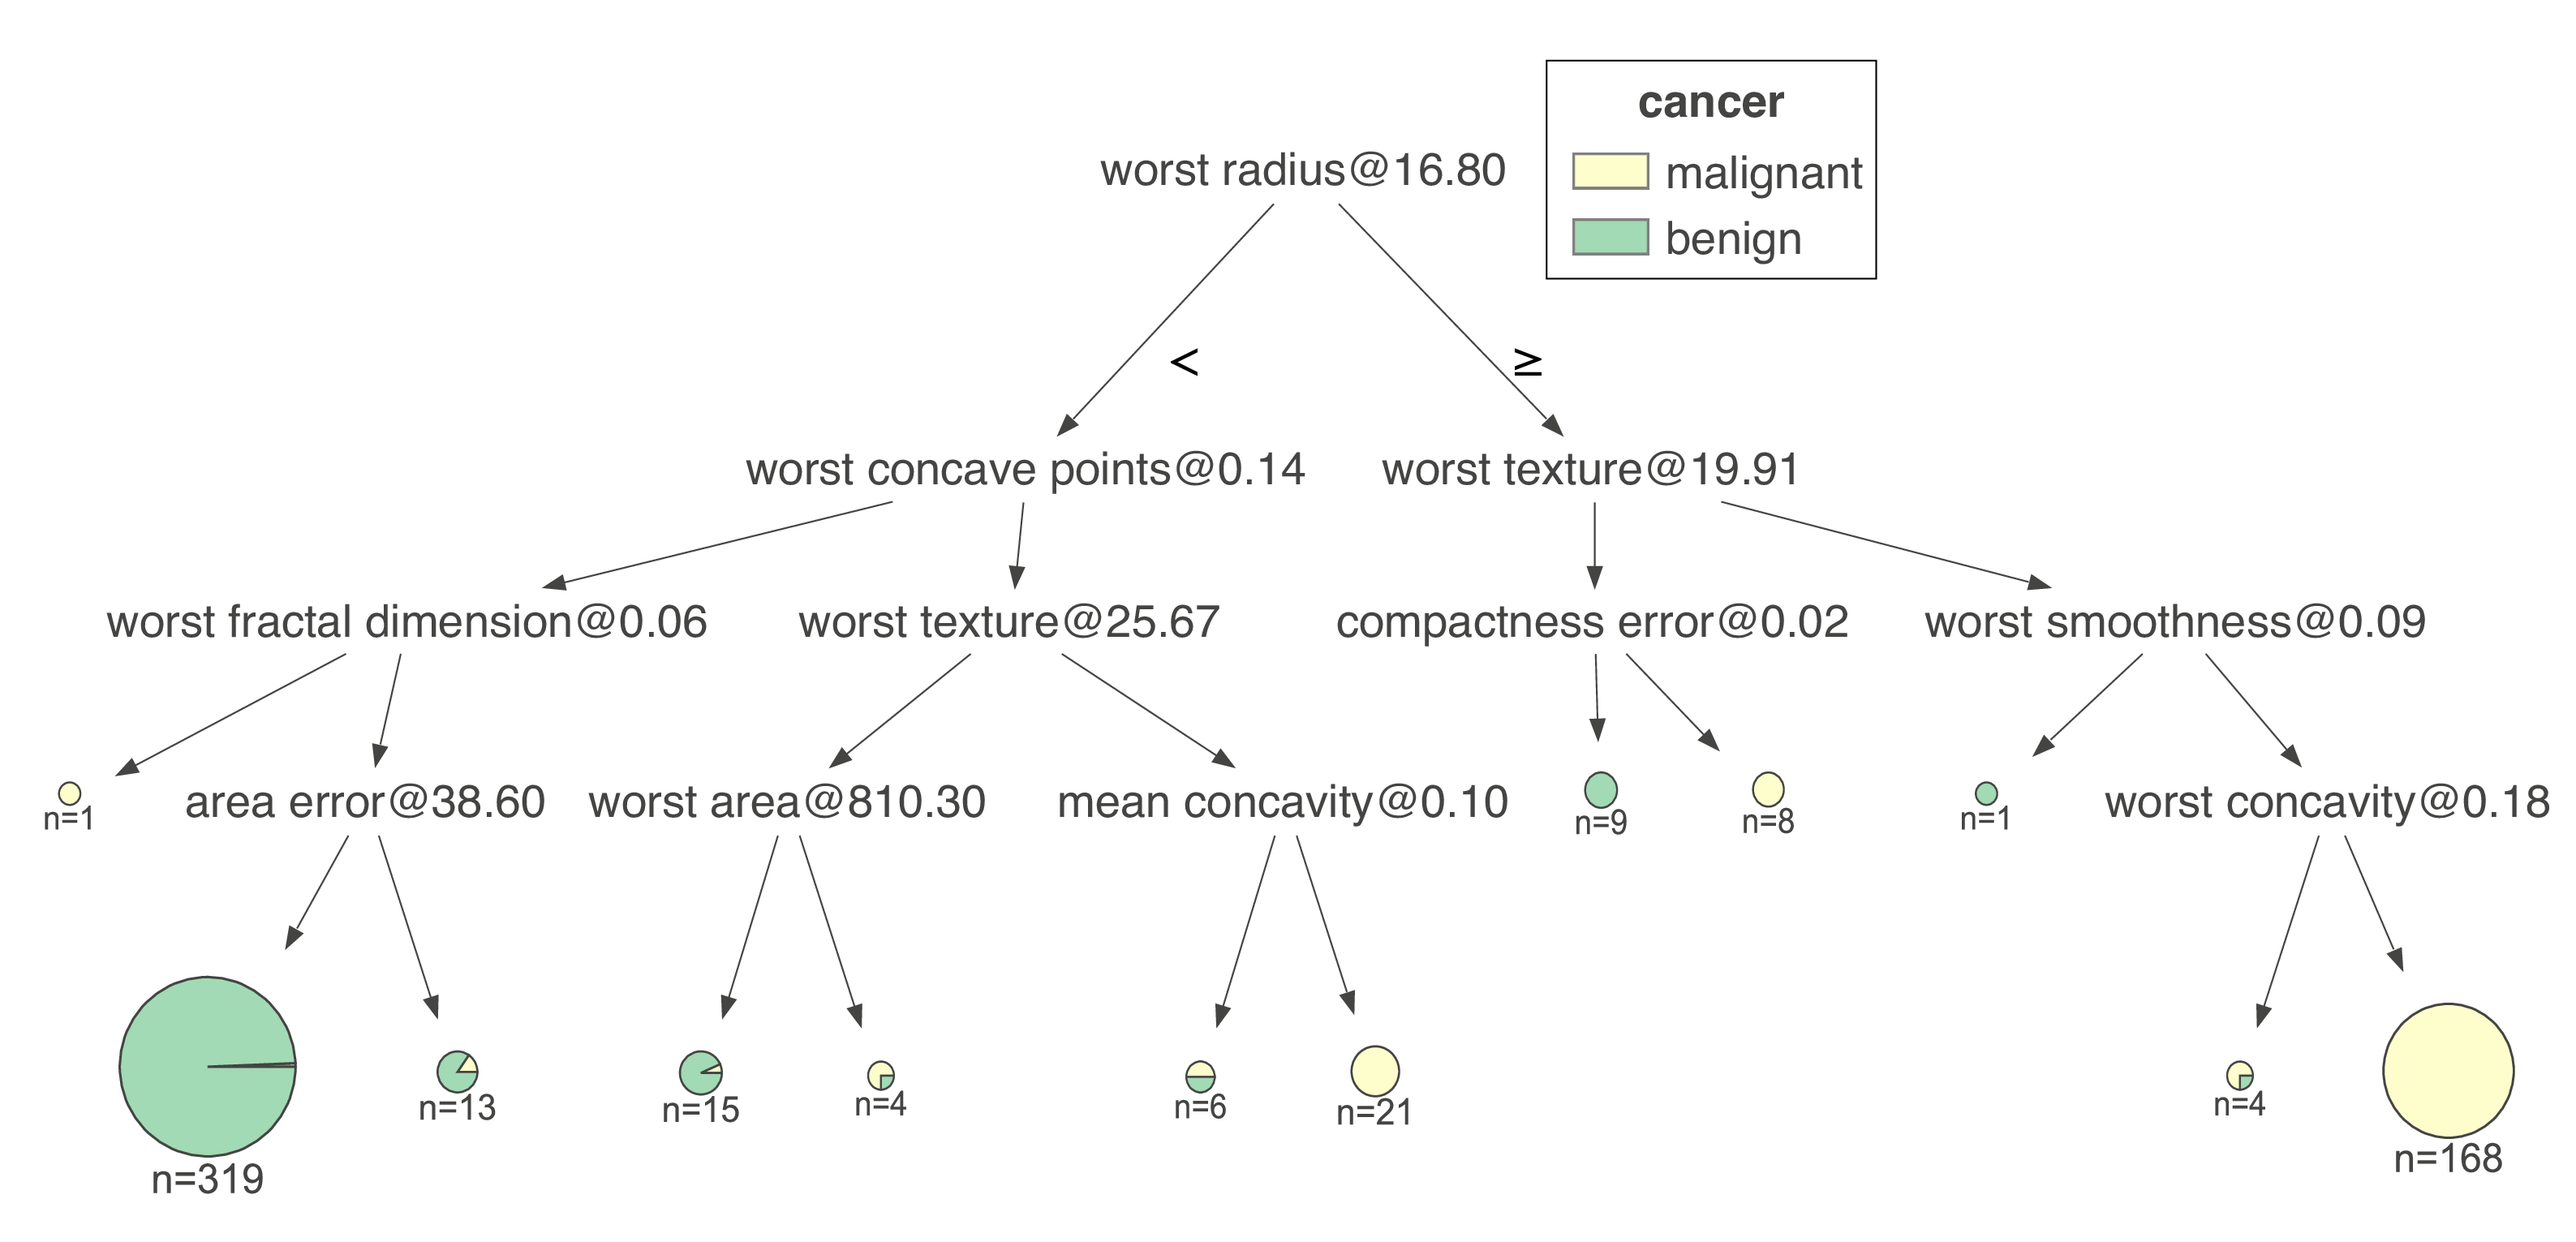 cancer
malignant
benign
worst radius@16.80
<
≥
worst concave points@0.14
worst texture@19.91
worst fractal dimension@0.06
worst texture@25.67
compactness error@0.02
worst smoothness@0.09
n=1
area error@38.60
worst area@810.30
mean concavity@0.10
n=9
n=8
n=1
worst concavity@0.18
n=319
n=13
n=15
n=4
n=6
n=21
n=4
n=168